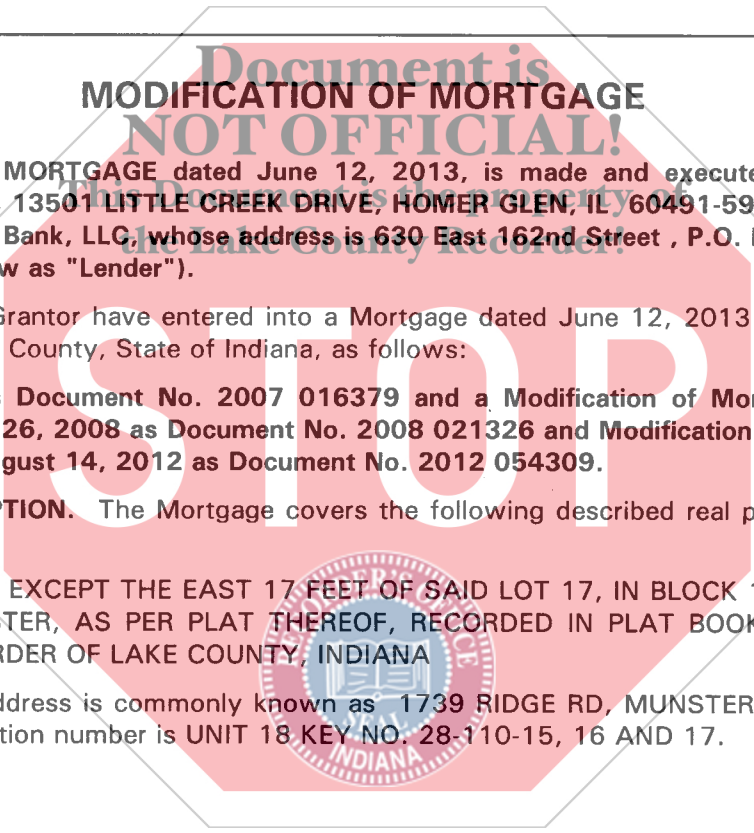 Document is
MODIFICATION OF MORTGAGE
NOT OFFICIAL!
MORTGAGE dated June 12, 2013, is made and execute
This Document is the property of
13501 LITTLE CREEK DRIVE, HOMER GLEN, IL 60491-59
the Lake County Recorder!
Bank, LLC, whose address is 630 East 162nd Street , P.O.
w as "Lender").
Grantor have entered into a Mortgage dated June 12, 2013
County, State of Indiana, as follows:
Document No. 2007 016379 and a Modification of Mor
26, 2008 as Document No. 2008 021326 and Modification
gust 14, 2012 as Document No. 2012 054309.
STOP
PTION. The Mortgage covers the following described real p
EXCEPT THE EAST 17 FEET OF SAID LOT 17, IN BLOCK
STER, AS PER PLAT THEREOF, RECORDED IN PLAT BOOK
RDER OF LAKE COUNTY, INDIANA
ddress is commonly known as 1739 RIDGE RD, MUNSTER
tion number is UNIT 18 KEY NO. 28-110-15, 16 AND 17.
RECORDER'S OFFICE
SEAL
INDIANA